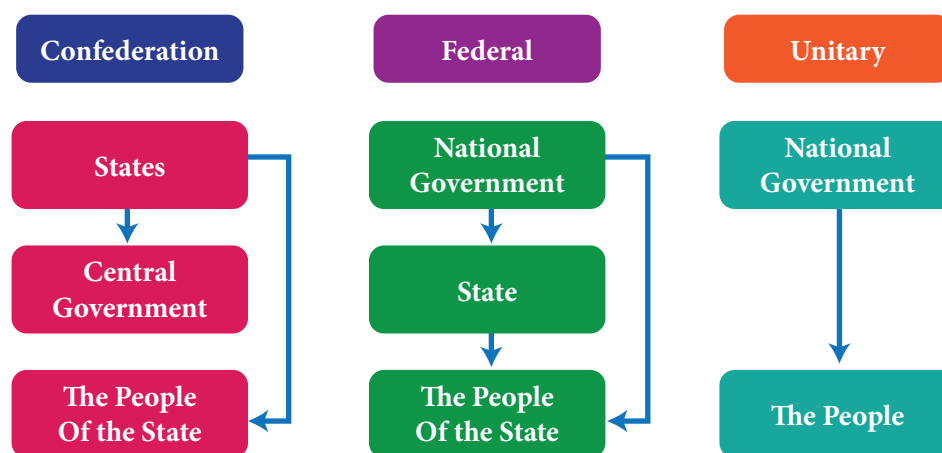 Confederation
Federal
Unitary
States
Central
Government
The People
Of the State
National
Government
State
The People
Of the State
National
Government
The People